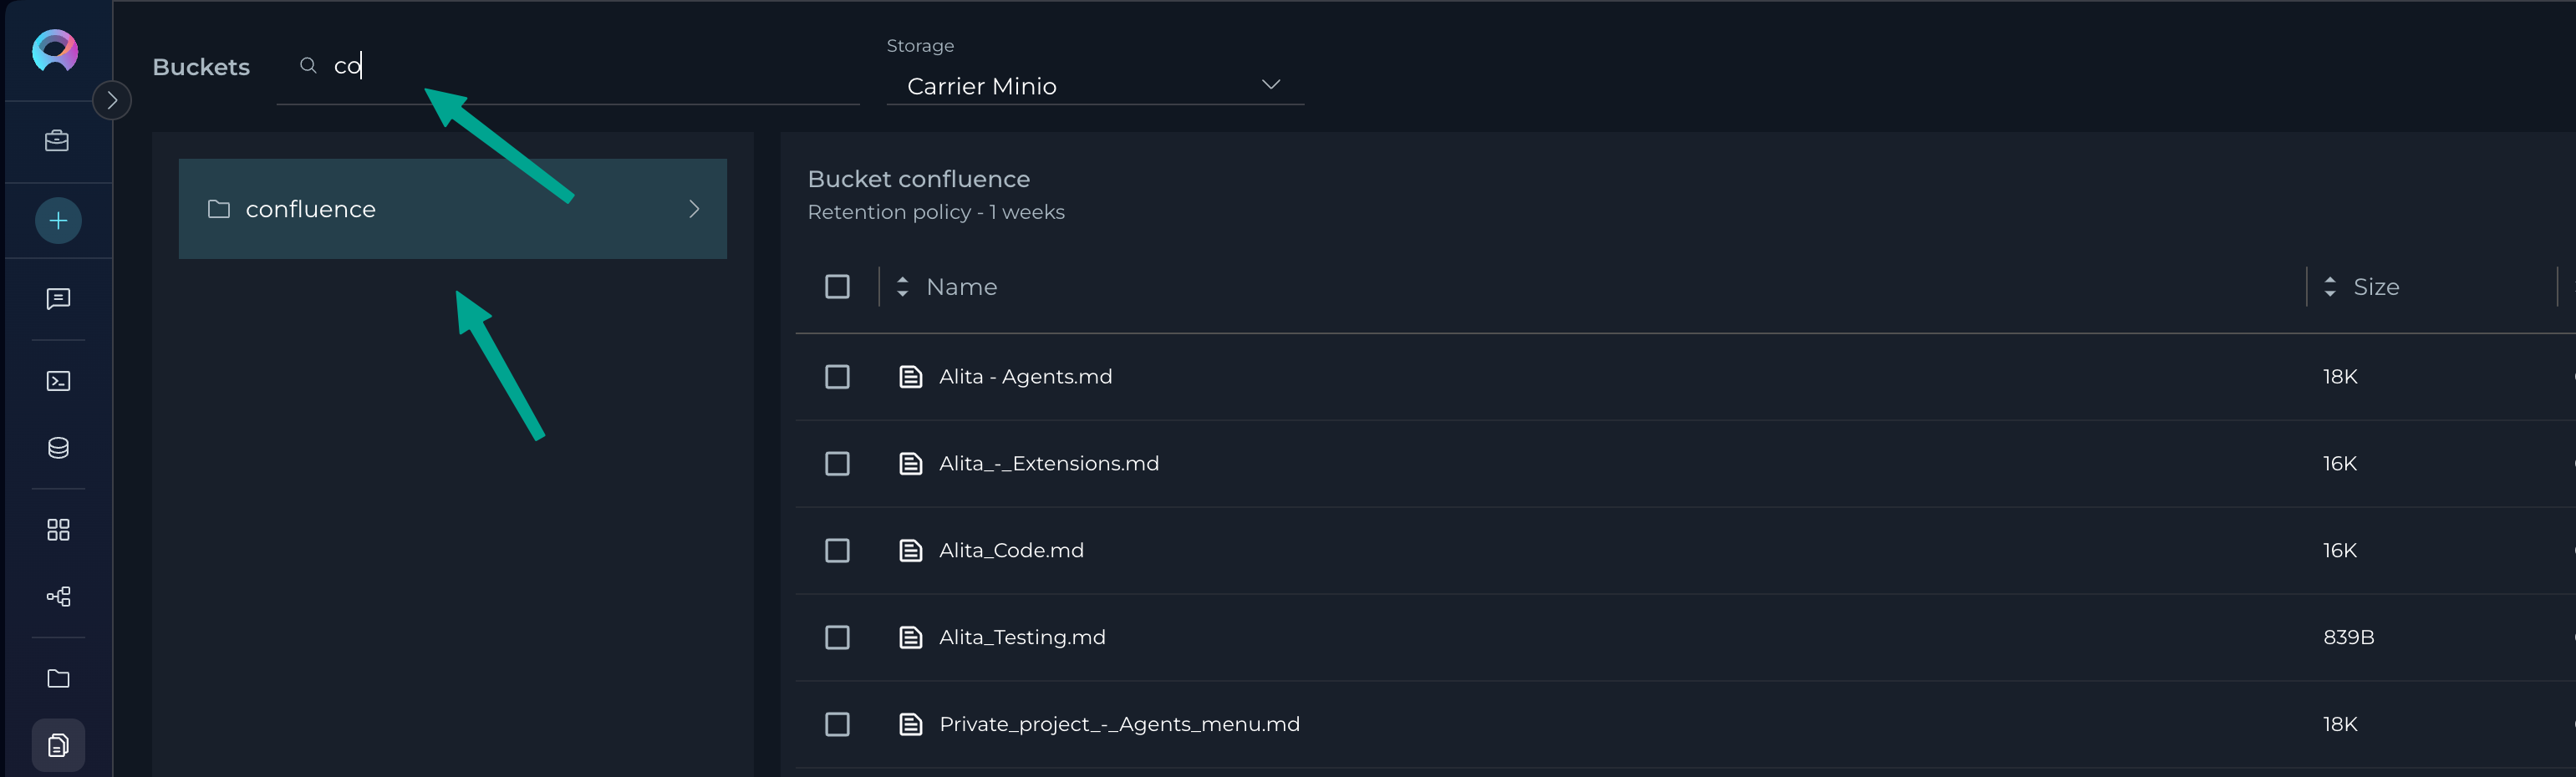 Buckets
co
Storage
Carrier Minio
confluence
Bucket confluence
Retention policy - 1 weeks
Name
Size
Alita - Agents.md
18K
Alita_-_Extensions.md
16K
Alita_Code.md
16K
Alita_Testing.md
839B
Private_project_-_Agents_menu.md
18K